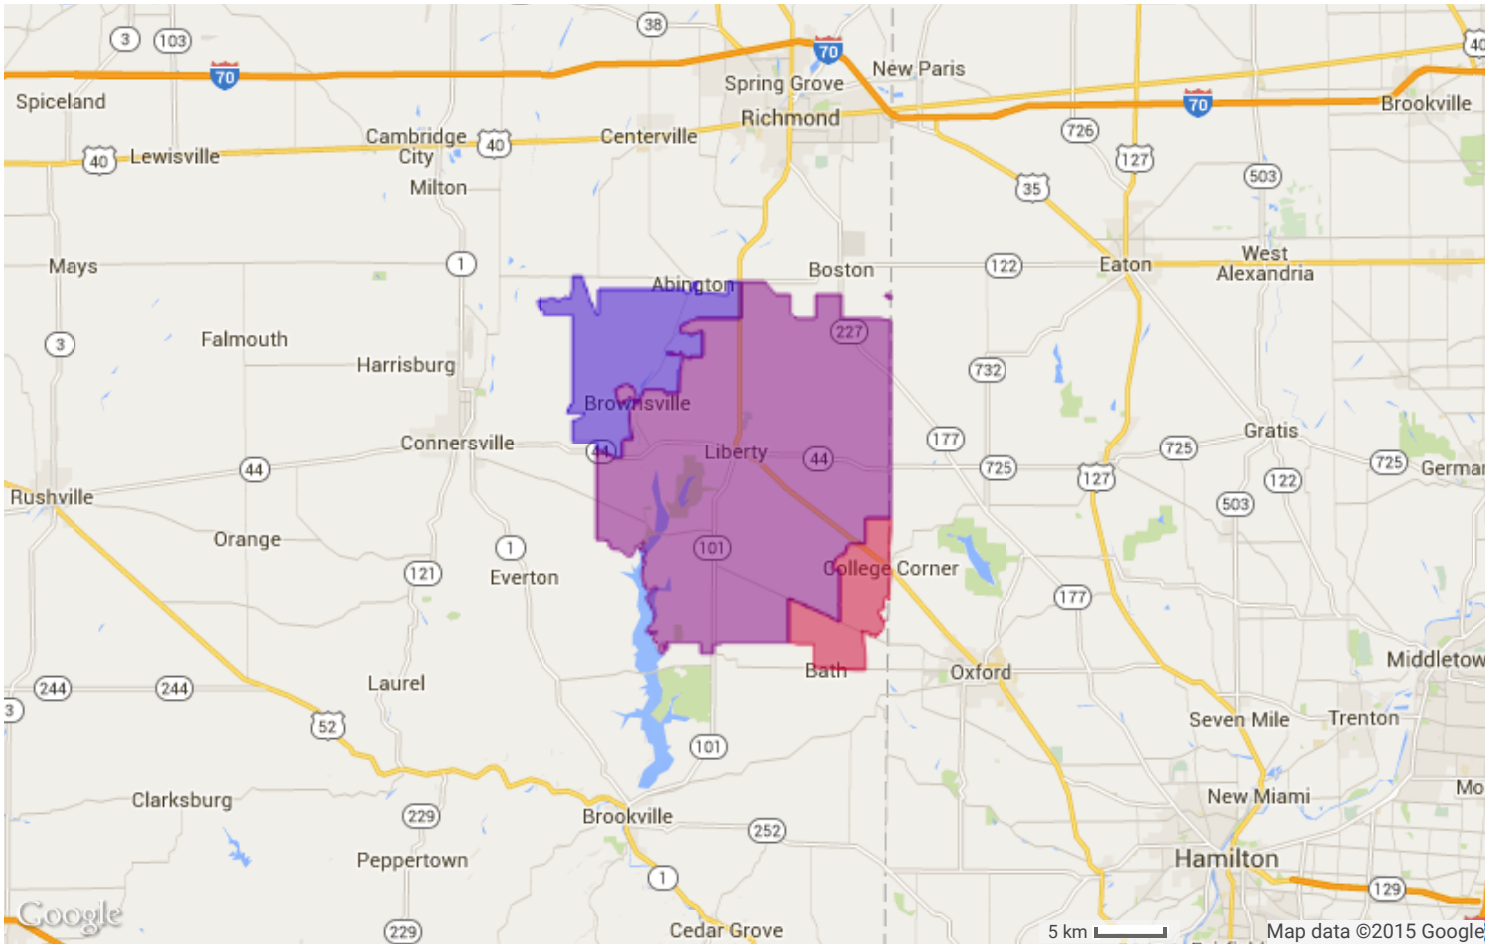 38
3
103
70
40
New Paris
70
Spring Grove
Spiceland
70
Brookville
Richmond
726
Cambridge
City
40
Centerville
40
Lewisville
127
503
Milton
35
Mays
1
Boston
122
Eaton
West
Alexandria
Abington
3
Falmouth
227
Harrisburg
732
Brownsville
Connersville
44
Liberty
44
177
725
Gratis
725
725
44
127
122
Rushville
503
Orange
1
101
121
Everton
College Corner
177
Bath
Oxford
244
244
Laurel
3
52
Seven Mile
Trenton
101
Clarksburg
New Miami
229
Brookville
252
Peppertown
Hamilton
1
129
Google
229
Cedar Grove
5 km
Map data ©2015 Google